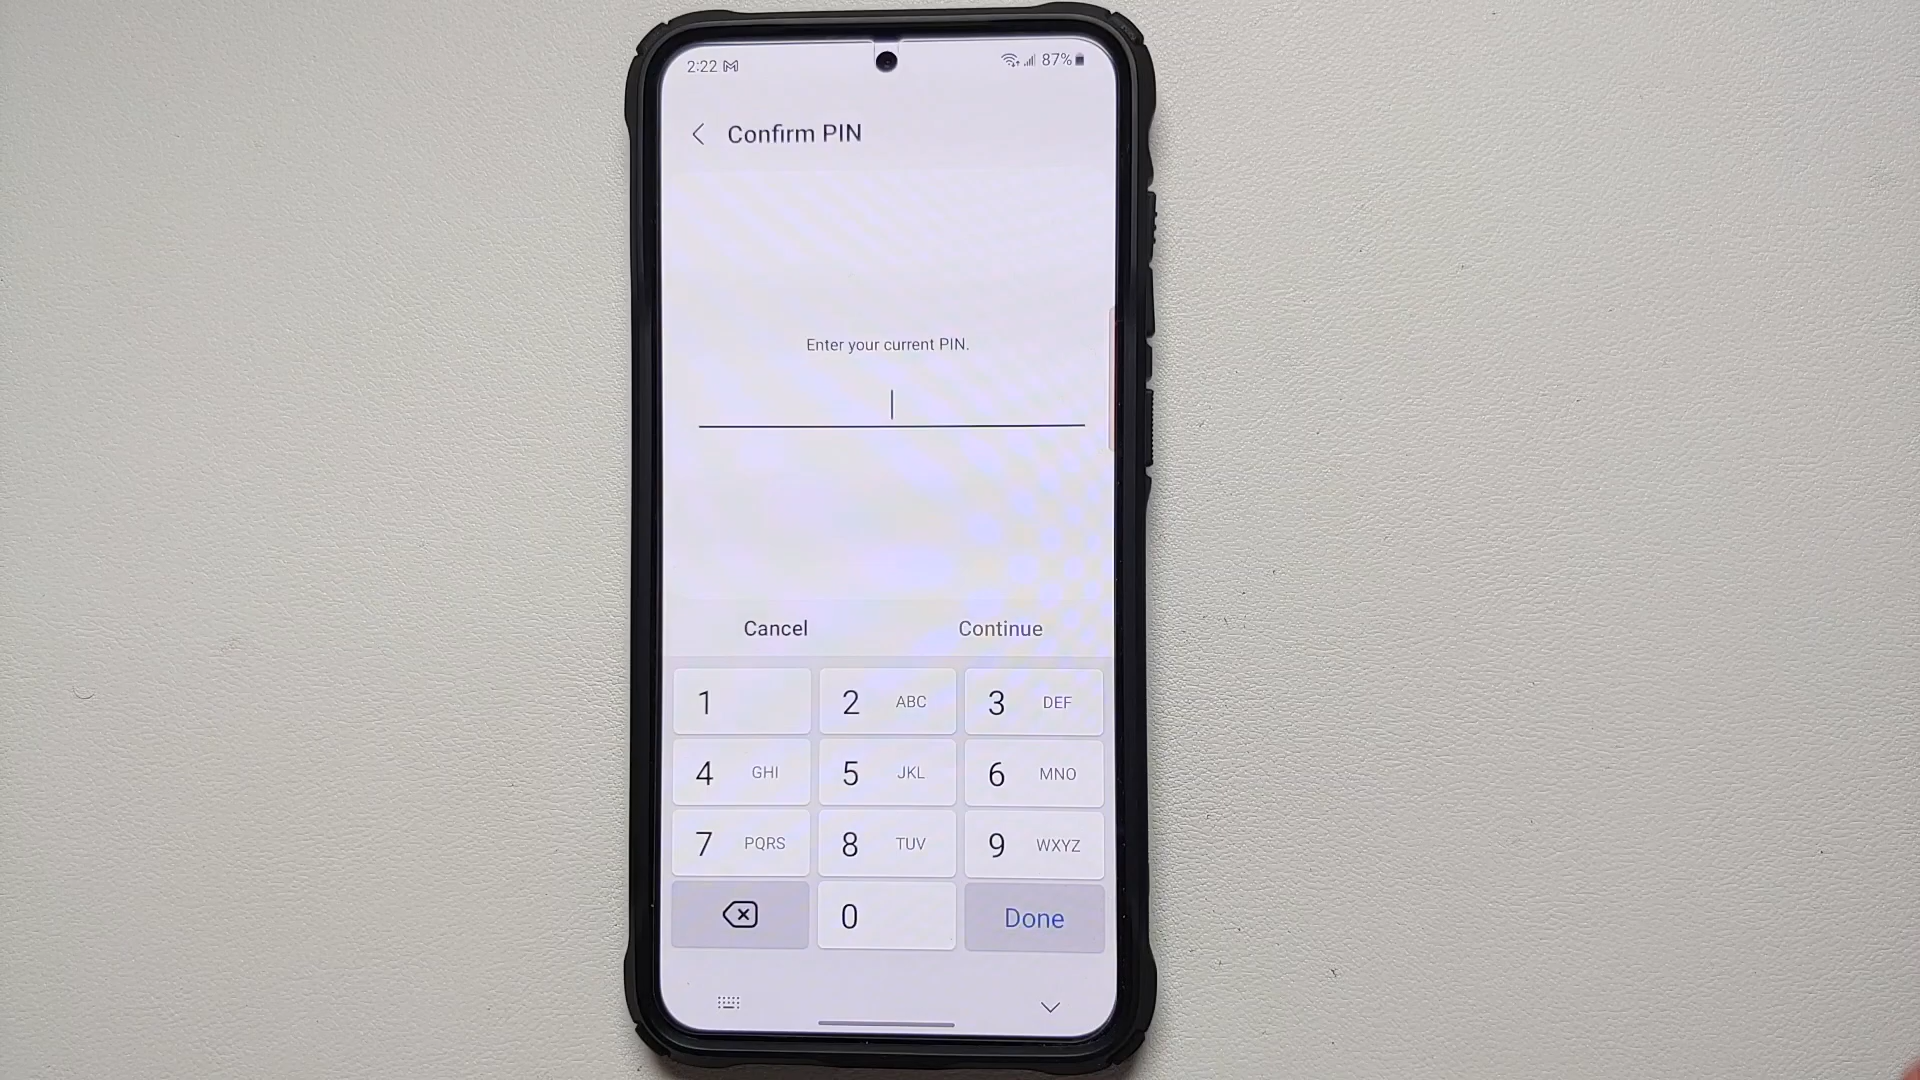 2:22 87%
Confirm PIN
Enter your current PIN.
Cancel Continue
1 2 ABC 3 DEF
4 GHI 5 JKL 6 MNO
7 PQRS 8 TUV 9 WXYZ
0 Done